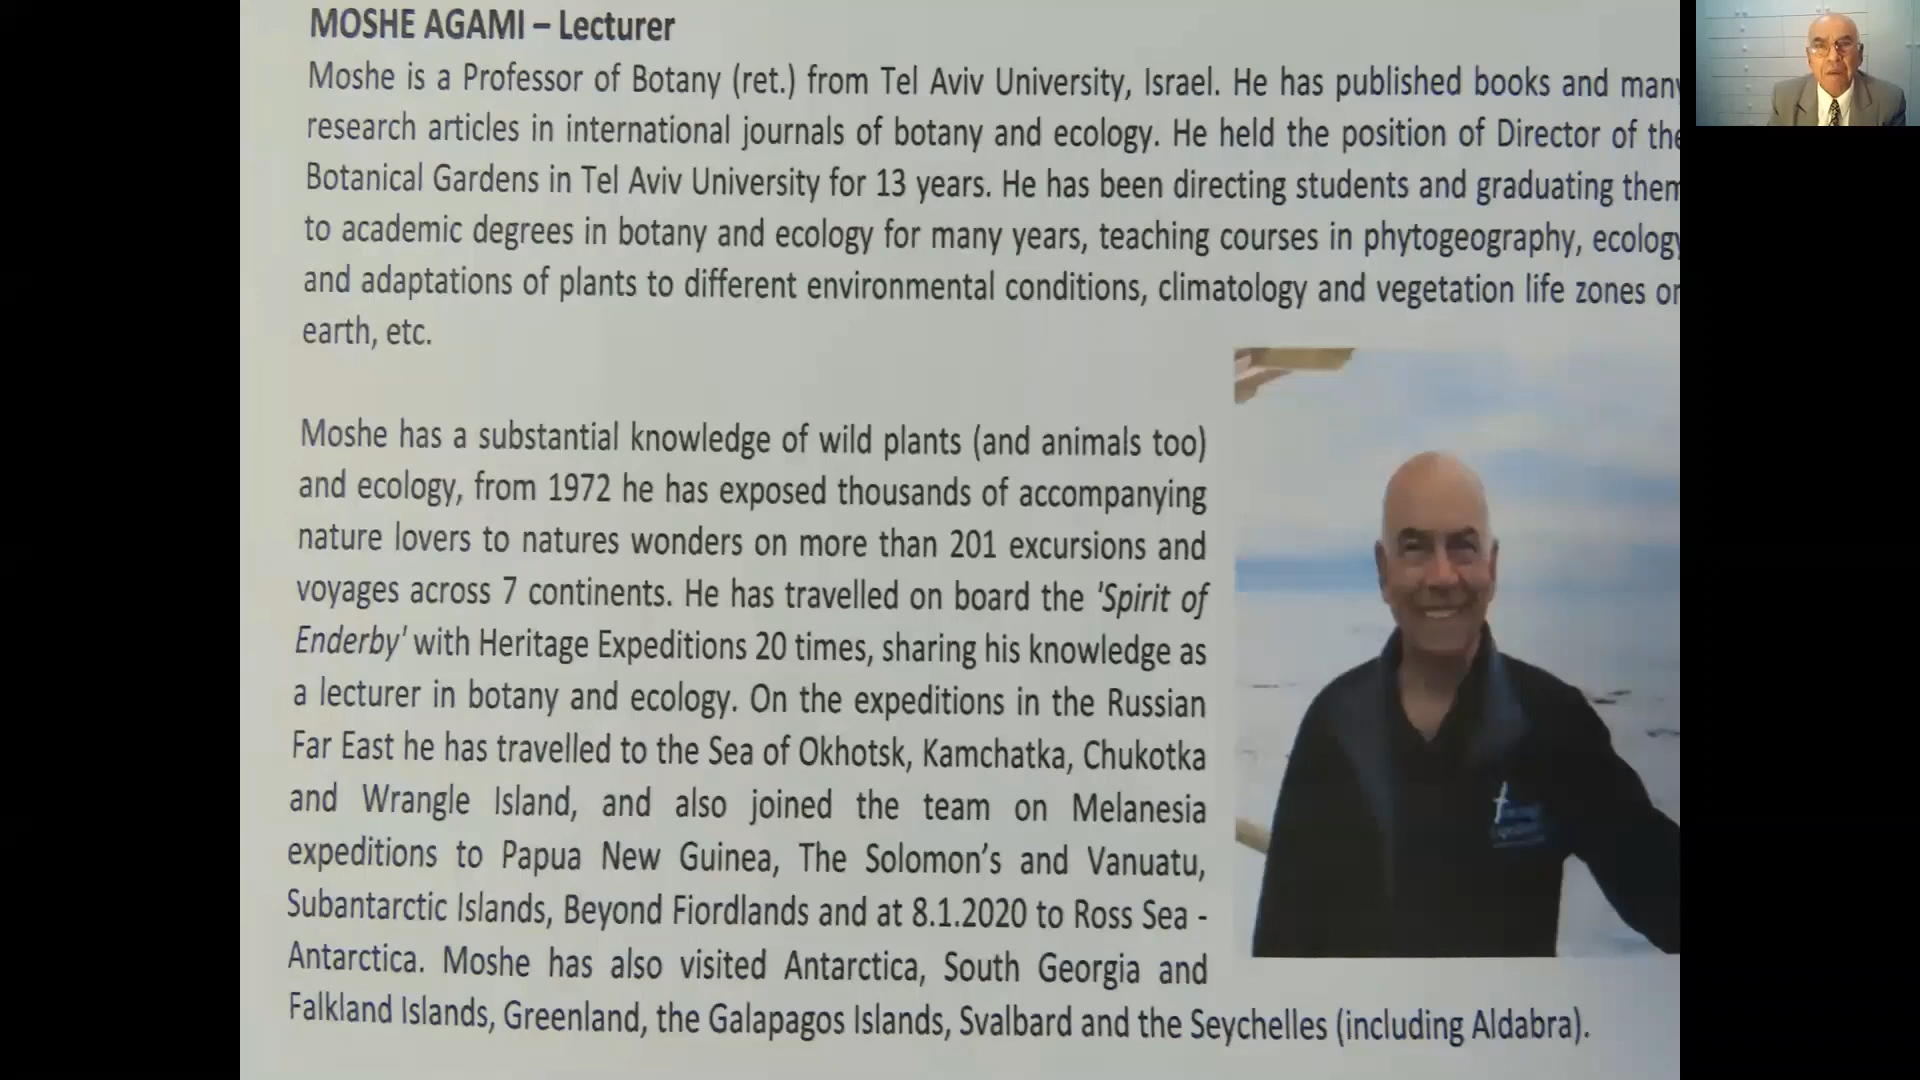 MOSHE AGAMI – Lecturer
Moshe is a Professor of Botany (ret.) from Tel Aviv University, Israel. He has published books and many
research articles in international journals of botany and ecology. He held the position of Director of the
Botanical Gardens in Tel Aviv University for 13 years. He has been directing students and graduating them
to academic degrees in botany and ecology for many years, teaching courses in phytogeography, ecology
and adaptations of plants to different environmental conditions, climatology and vegetation life zones on
earth, etc.
Moshe has a substantial knowledge of wild plants (and animals too)
and ecology, from 1972 he has exposed thousands of accompanying
nature lovers to natures wonders on more than 201 excursions and
voyages across 7 continents. He has travelled on board the 'Spirit of
Enderby' with Heritage Expeditions 20 times, sharing his knowledge as
a lecturer in botany and ecology. On the expeditions in the Russian
Far East he has travelled to the Sea of Okhotsk, Kamchatka, Chukotka
and Wrangle Island, and also joined the team on Melanesia
expeditions to Papua New Guinea, The Solomon's and Vanuatu,
Subantarctic Islands, Beyond Fiordlands and at 8.1.2020 to Ross Sea -
Antarctica. Moshe has also visited Antarctica, South Georgia and
Falkland Islands, Greenland, the Galapagos Islands, Svalbard and the Seychelles (including Aldabra).